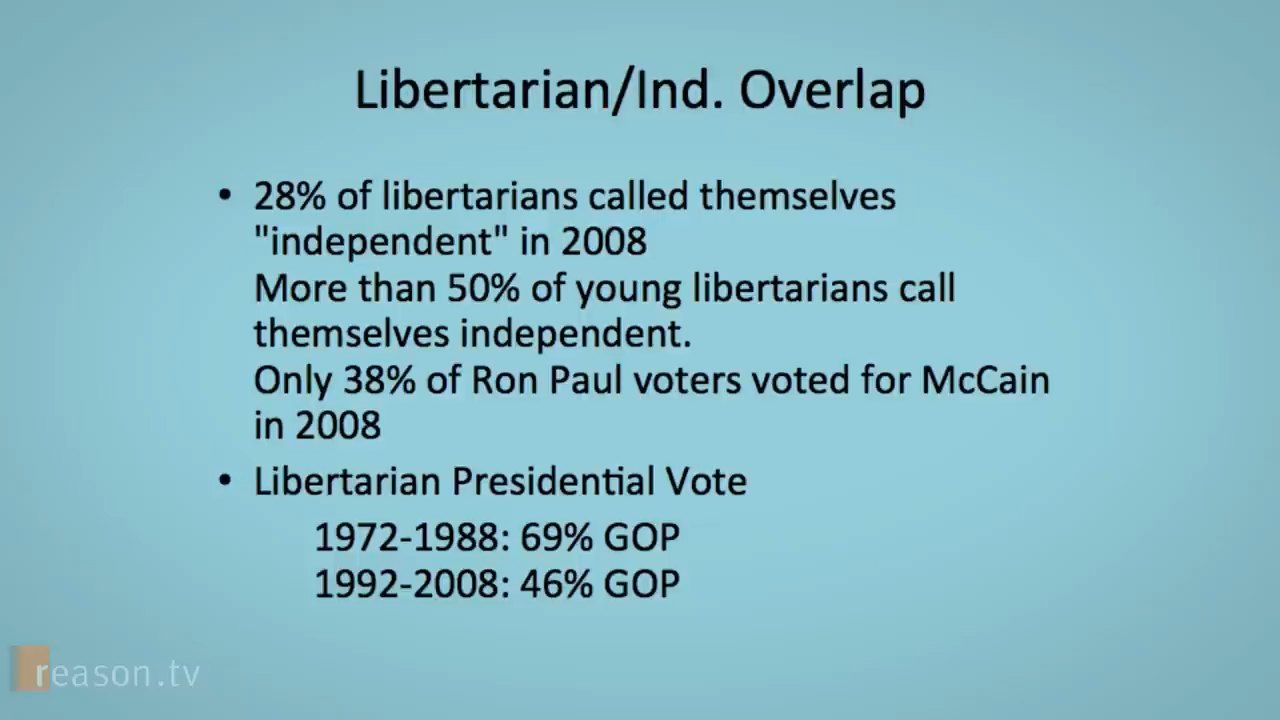 Libertarian/Ind. Overlap
• 28% of libertarians called themselves
"independent" in 2008
More than 50% of young libertarians call
themselves independent.
Only 38% of Ron Paul voters voted for McCain
in 2008
• Libertarian Presidential Vote
1972-1988: 69% GOP
1992-2008: 46% GOP
reason.tv